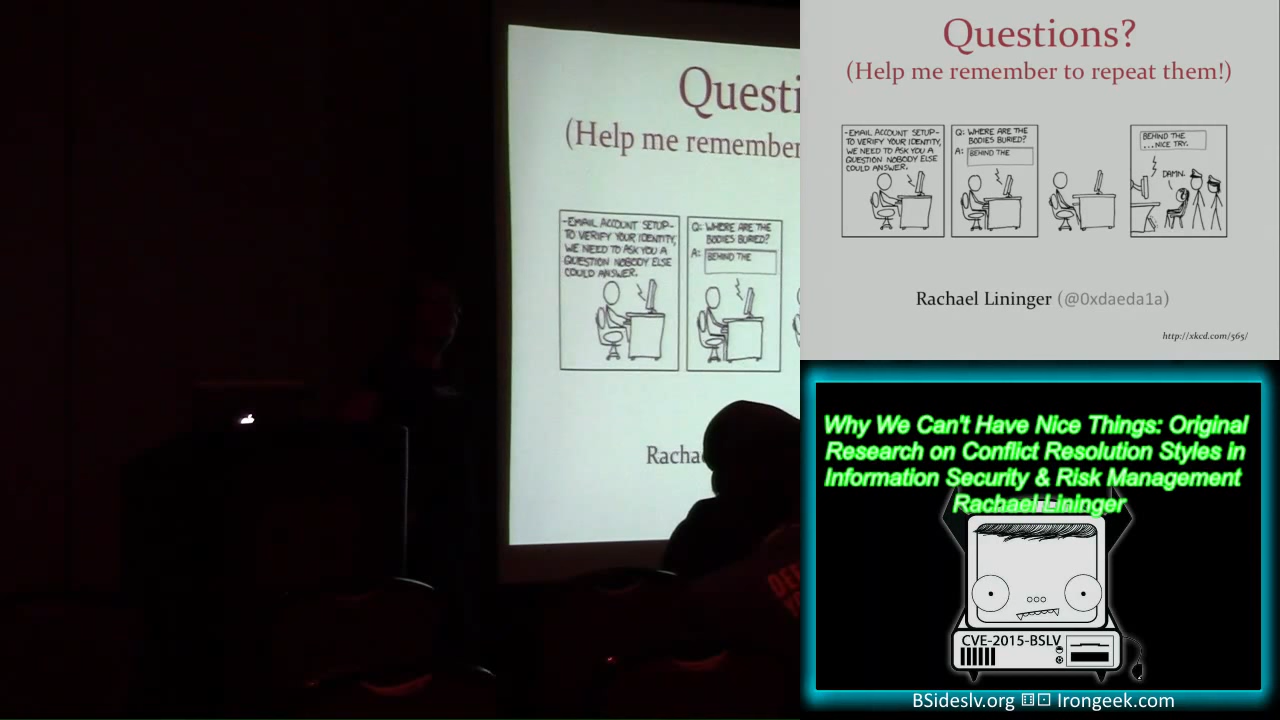 Questi
(Help me remember
-EMAIL ACCOUNT SETUP-
TO VERIFY YOUR IDENTITY,
WE NEED TO ASK YOU A
QUESTION NOBODY ELSE
COULD ANSWER.
Q: WHERE ARE THE
BODIES BURIED?
A: BEHIND THE
Racha
Questions?
(Help me remember to repeat them!)
-EMAIL ACCOUNT SETUP-
TO VERIFY YOUR IDENTITY,
WE NEED TO ASK YOU A
QUESTION NOBODY ELSE
COULD ANSWER.
Q: WHERE ARE THE
BODIES BURIED?
A: BEHIND THE
BEHIND THE
...NICE TRY.
DAMN.
Rachael Lininger (@0xdaeda1a)
http://xkcd.com/565/
Why We Can't Have Nice Things: Original
Research on Conflict Resolution Styles in
Information Security & Risk Management
Rachael Lininger
CVE-2015-BSLV
BSideslv.org ⚅⚀ Irongeek.com